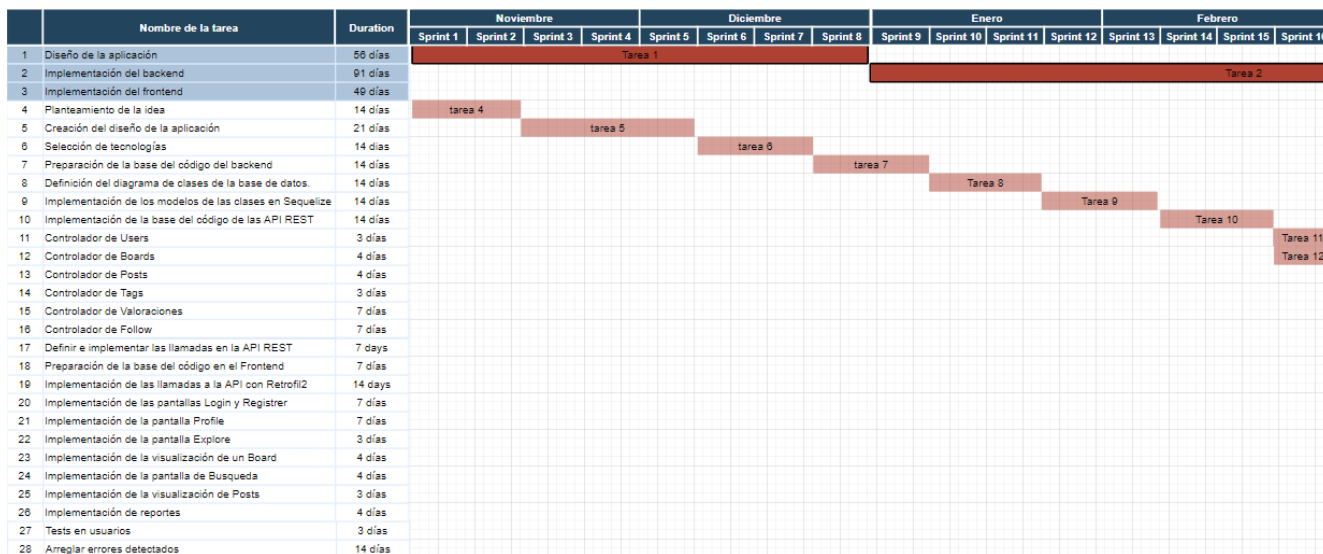 Nombre de la tarea Duration Noviembre Diciembre Enero Febrero
Sprint 1 Sprint 2 Sprint 3 Sprint 4 Sprint 5 Sprint 6 Sprint 7 Sprint 8 Sprint 9 Sprint 10 Sprint 11 Sprint 12 Sprint 13 Sprint 14 Sprint 15 Sprint 16
1 Diseño de la aplicación 56 días Tarea 1
2 Implementación del backend 91 días Tarea 2
3 Implementación del frontend 49 días
4 Planteamiento de la idea 14 días tarea 4
5 Creación del diseño de la aplicación 21 días tarea 5
6 Selección de tecnologías 14 dias tarea 6
7 Preparación de la base del código del backend 14 días tarea 7
8 Definición del diagrama de clases de la base de datos. 14 días Tarea 8
9 Implementación de los modelos de las clases en Sequelize 14 días Tarea 9
10 Implementación de la base del código de las API REST 14 días Tarea 10
11 Controlador de Users 3 días Tarea 11
12 Controlador de Boards 4 días Tarea 12
13 Controlador de Posts 4 días
14 Controlador de Tags 3 días
15 Controlador de Valoraciones 7 días
16 Controlador de Follow 7 días
17 Definir e implementar las llamadas en la API REST 7 days
18 Preparación de la base del código en el Frontend 7 días
19 Implementación de las llamadas a la API con Retrofil2 14 days
20 Implementación de las pantallas Login y Registrer 7 días
21 Implementación de la pantalla Profile 7 días
22 Implementación de la pantalla Explore 3 días
23 Implementación de la visualización de un Board 4 días
24 Implementación de la pantalla de Busqueda 4 días
25 Implementación de la visualización de Posts 3 días
26 Implementación de reportes 4 días
27 Tests en usuarios 3 días
28 Arreglar errores detectados 14 días